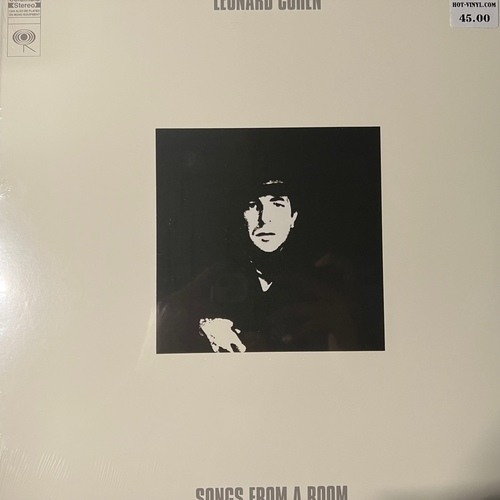 Stereo
LEONARD COHEN
HOT-VINYL.COM
45.00
SONGS FROM A ROOM